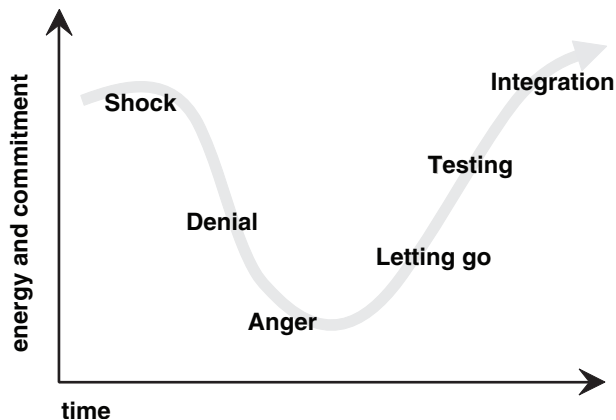 Shock
Integration
Testing
Denial
Letting go
Anger
energy and commitment
time